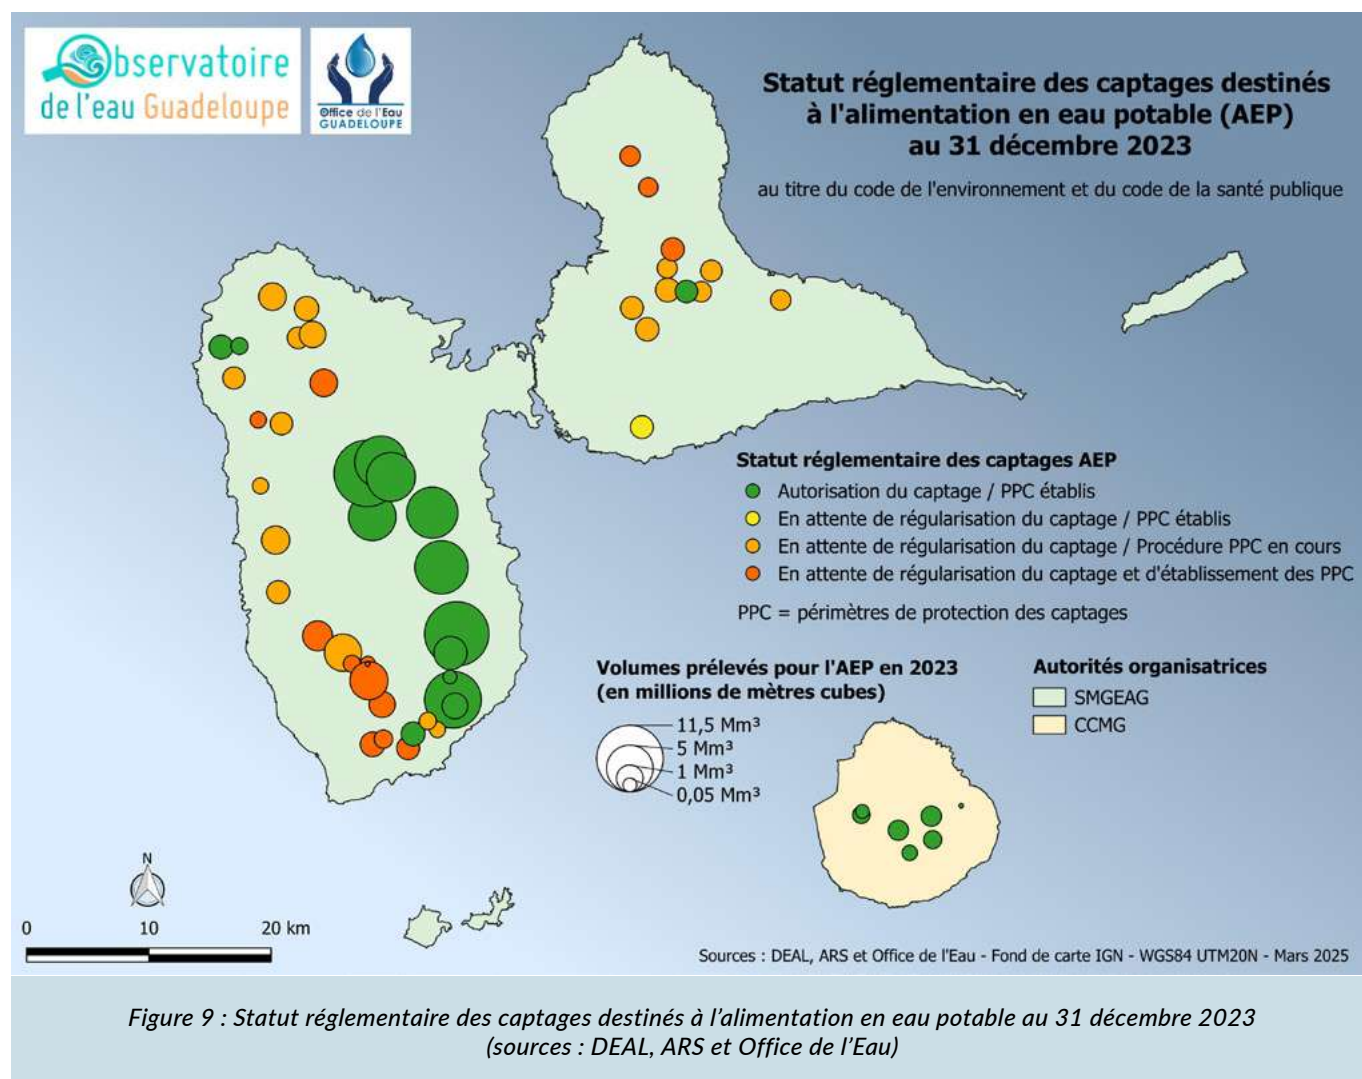 Observatoire
de l'eau Guadeloupe
Office de l'Eau
GUADELOUPE
Statut réglementaire des captages destinés
à l'alimentation en eau potable (AEP)
au 31 décembre 2023
au titre du code de l'environnement et du code de la santé publique
Statut réglementaire des captages AEP
Autorisation du captage / PPC établis
En attente de régularisation du captage / PPC établis
En attente de régularisation du captage / Procédure PPC en cours
En attente de régularisation du captage et d'établissement des PPC
PPC = périmètres de protection des captages
Volumes prélevés pour l'AEP en 2023
(en millions de mètres cubes)
11,5 Mm³
5 Mm³
1 Mm³
0,05 Mm³
Autorités organisatrices
SMGEAG
CCMG
N
0 10 20 km
Sources : DEAL, ARS et Office de l'Eau - Fond de carte IGN - WGS84 UTM20N - Mars 2025
Figure 9 : Statut réglementaire des captages destinés à l'alimentation en eau potable au 31 décembre 2023
(sources : DEAL, ARS et Office de l'Eau)